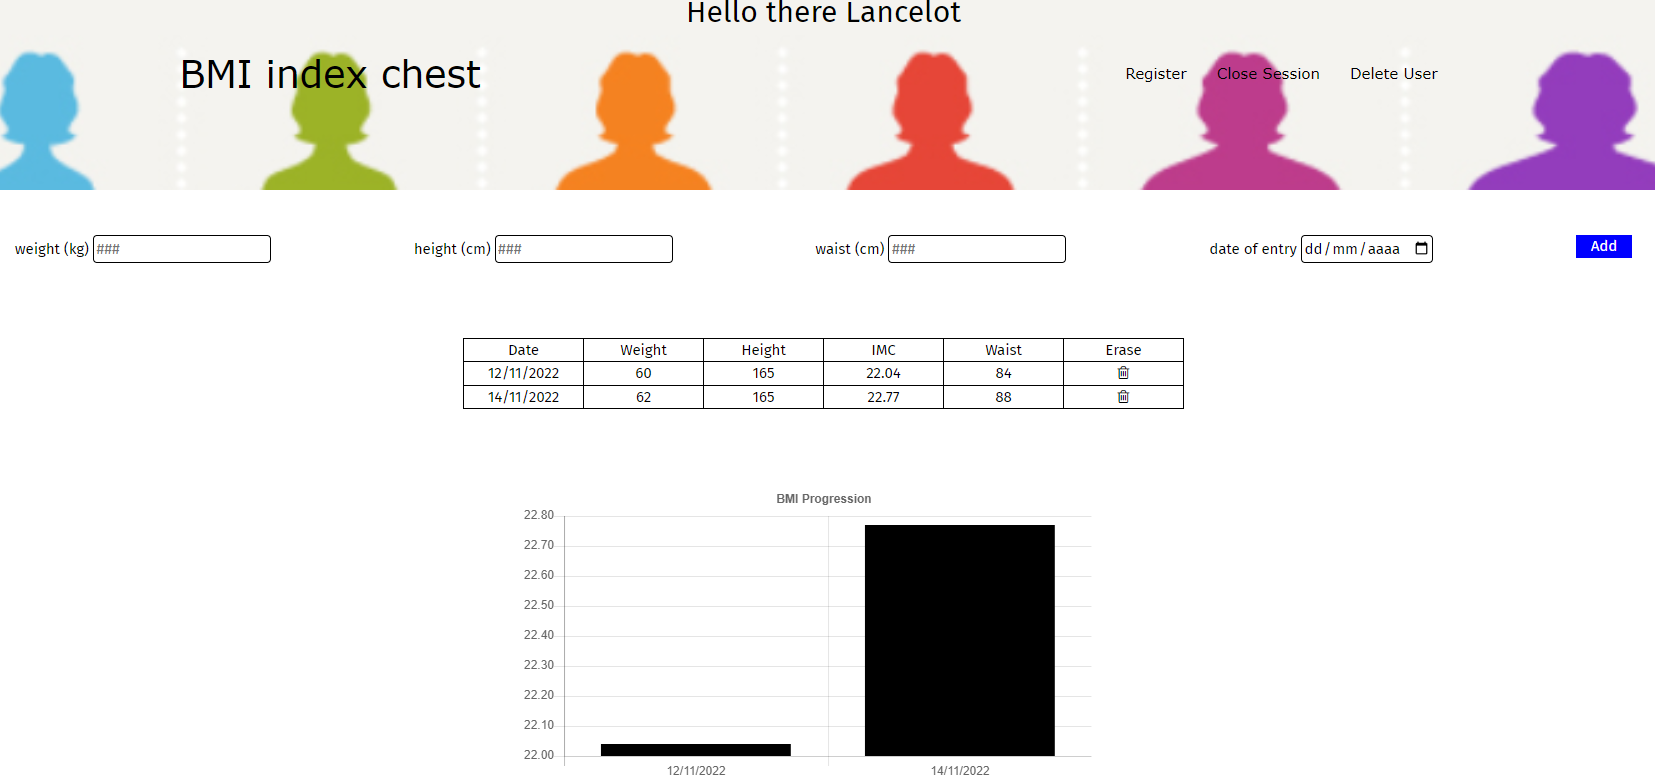 Hello there Lancelot
BMI index chest
Register Close Session Delete User
weight (kg) ### height (cm) ### waist (cm) ### date of entry dd/mm/aaaa Add
Date Weight Height IMC Waist Erase
12/11/2022 60 165 22.04 84
14/11/2022 62 165 22.77 88
BMI Progression
22.80
22.70
22.60
22.50
22.40
22.30
22.20
22.10
22.00
12/11/2022 14/11/2022